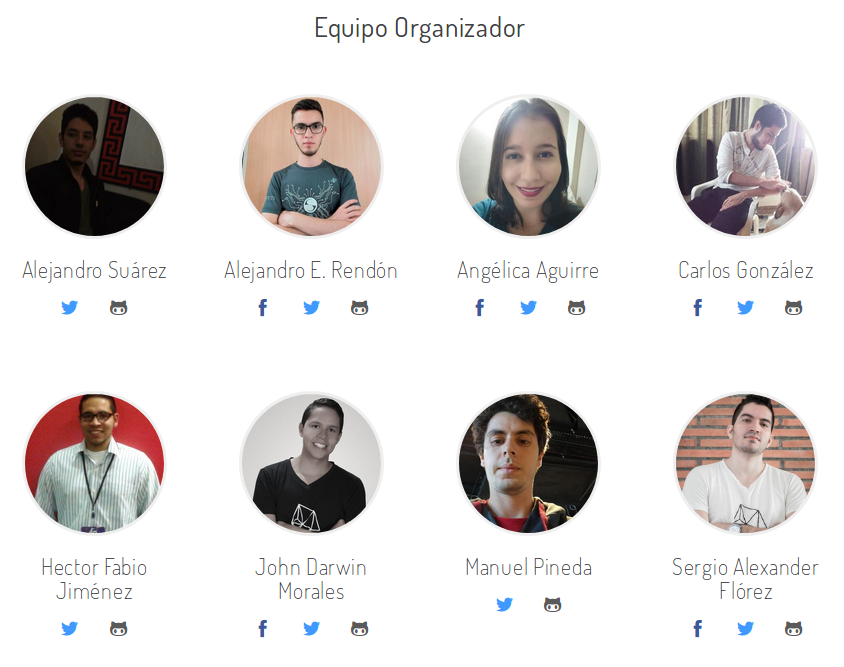 Equipo Organizador
Alejandro Suárez
Alejandro E. Rendón
Angélica Aguirre
Carlos González
Hector Fabio
Jiménez
John Darwin
Morales
Manuel Pineda
Sergio Alexander
Flórez